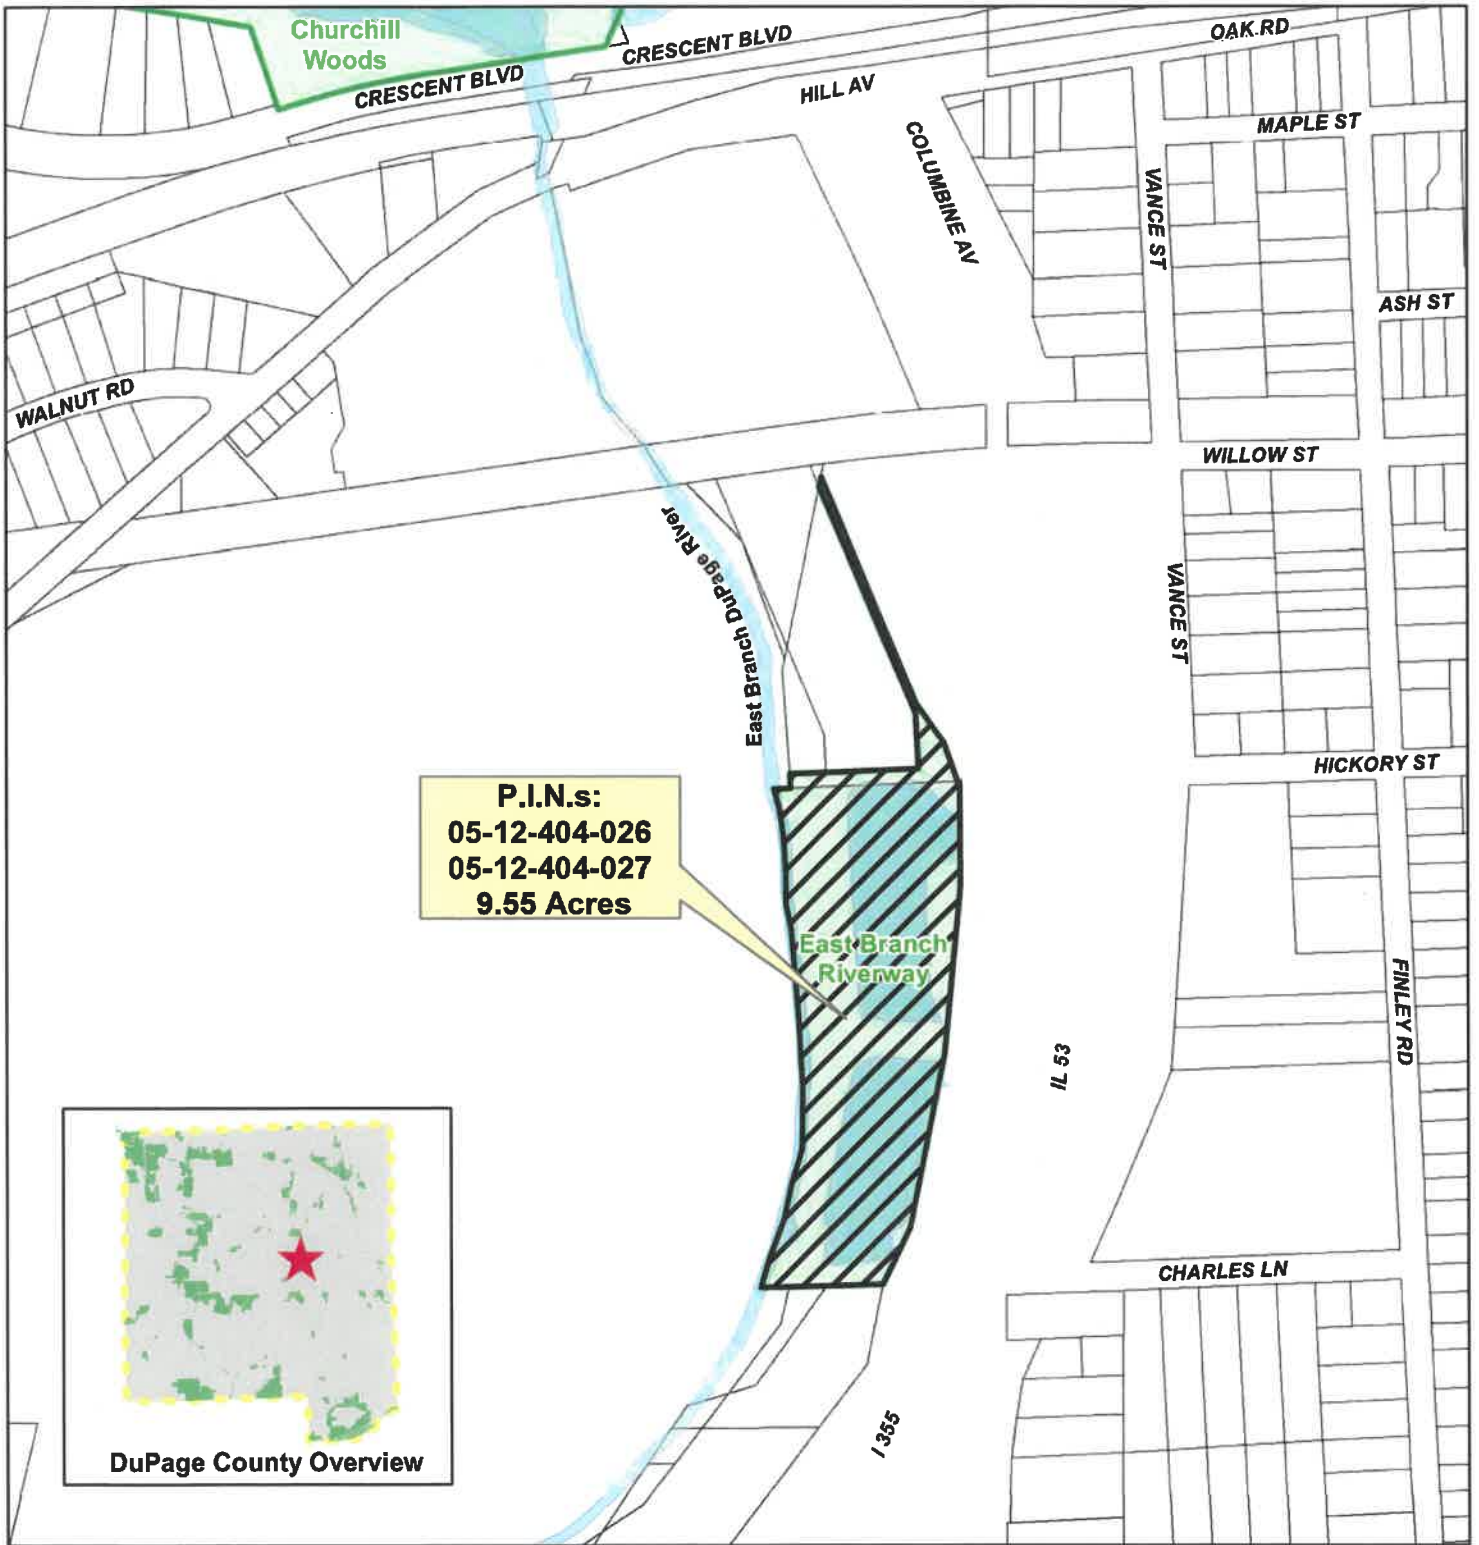 Churchill
Woods
CRESCENT BLVD
CRESCENT BLVD
OAK RD
HILL AV
MAPLE ST
COLUMBINE AV
VANCE ST
ASH ST
WALNUT RD
WILLOW ST
East Branch DuPage River
VANCE ST
HICKORY ST
P.I.N.s:
05-12-404-026
05-12-404-027
9.55 Acres
East Branch
Riverway
FINLEY RD
IL 53
CHARLES LN
I 355
DuPage County Overview